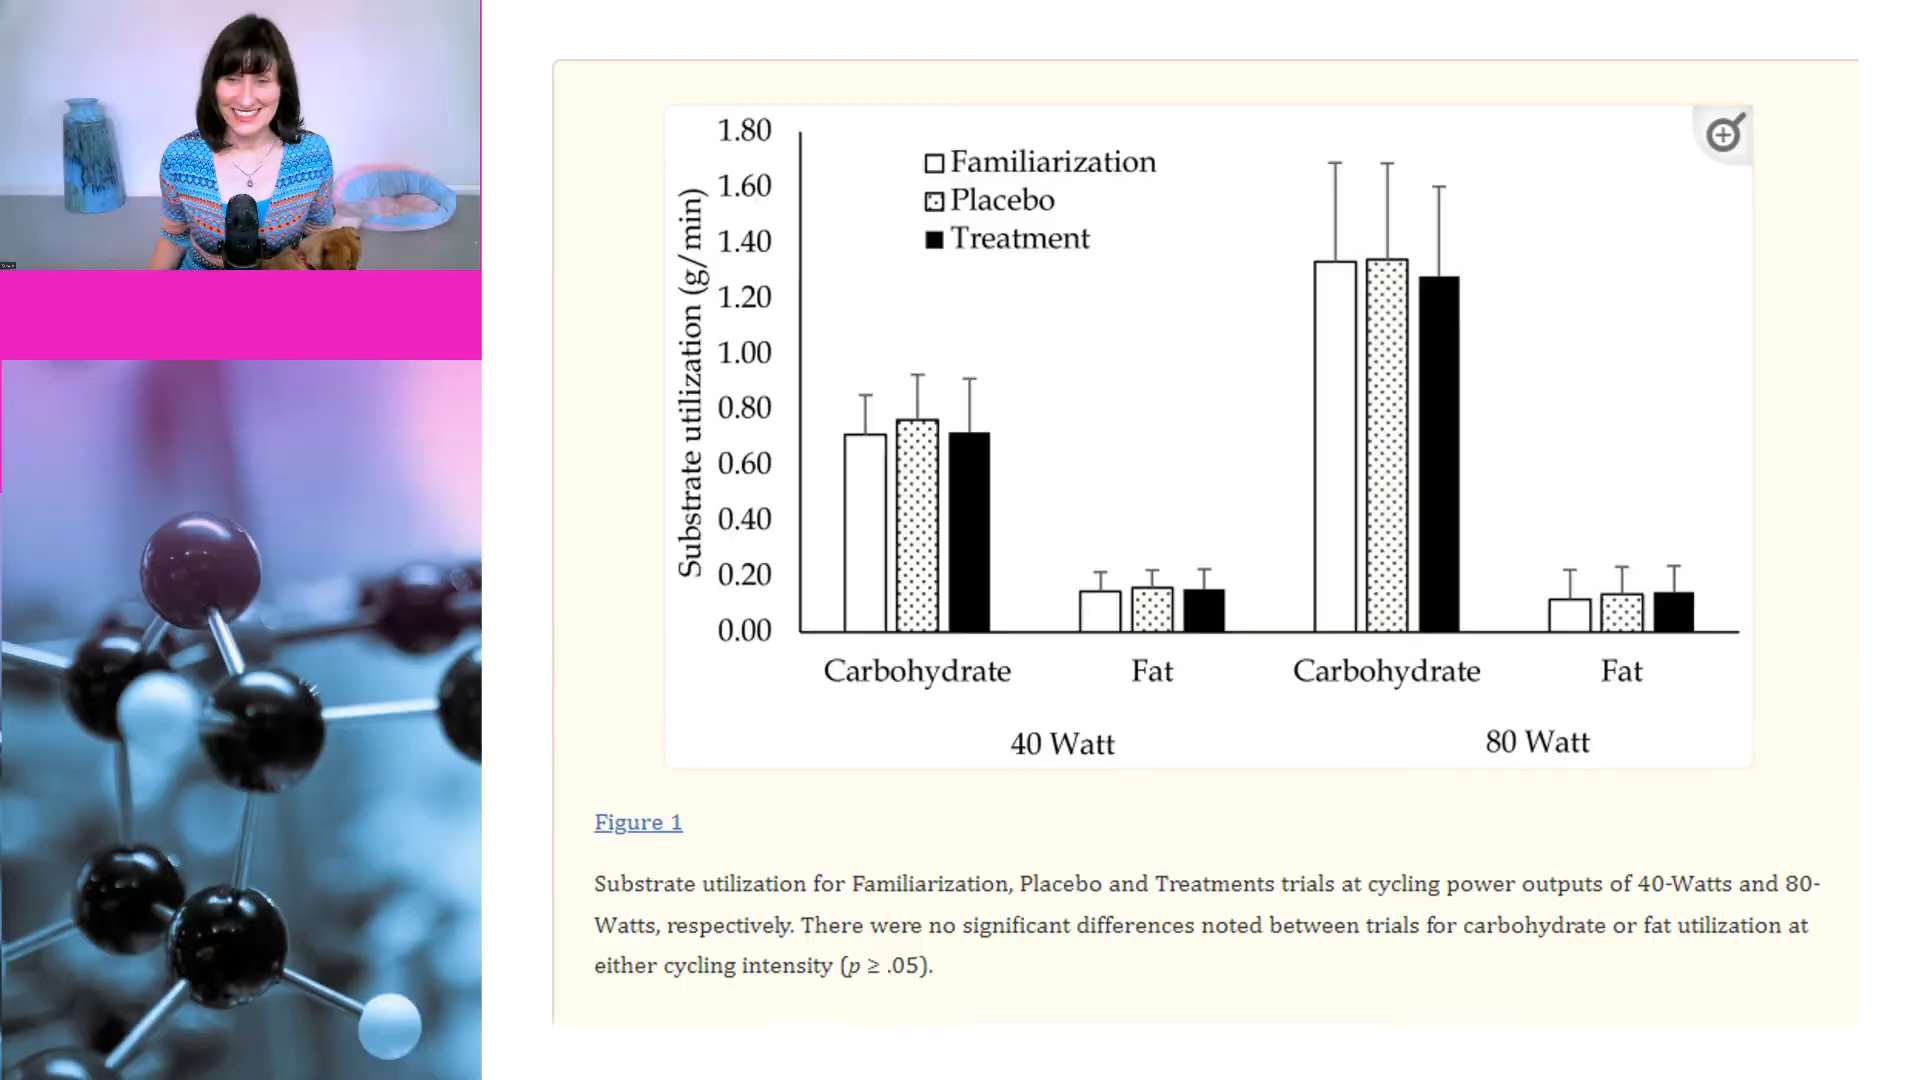 1.80
1.60
1.40
1.20
1.00
0.80
0.60
0.40
0.20
0.00
Substrate utilization (g/min)
Familiarization
Placebo
Treatment
Carbohydrate
Fat
Carbohydrate
Fat
40 Watt
80 Watt
Figure 1
Substrate utilization for Familiarization, Placebo and Treatments trials at cycling power outputs of 40-Watts and 80-
Watts, respectively. There were no significant differences noted between trials for carbohydrate or fat utilization at
either cycling intensity (p ≥ .05).